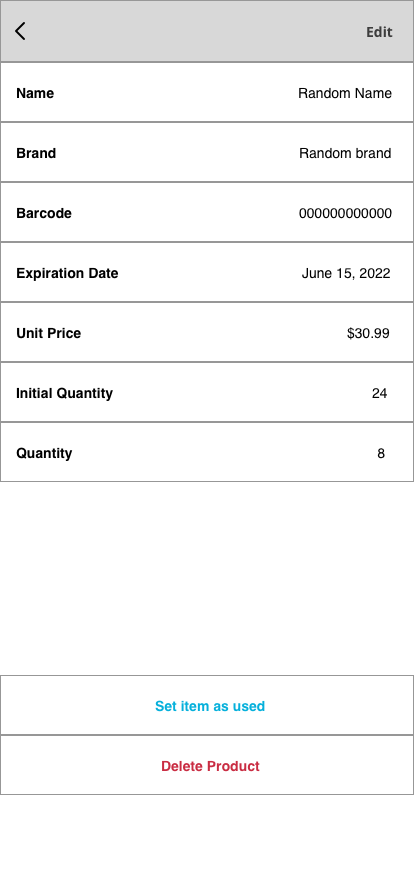 Edit
Name Random Name
Brand Random brand
Barcode 000000000000
Expiration Date June 15, 2022
Unit Price $30.99
Initial Quantity 24
Quantity 8
Set item as used
Delete Product